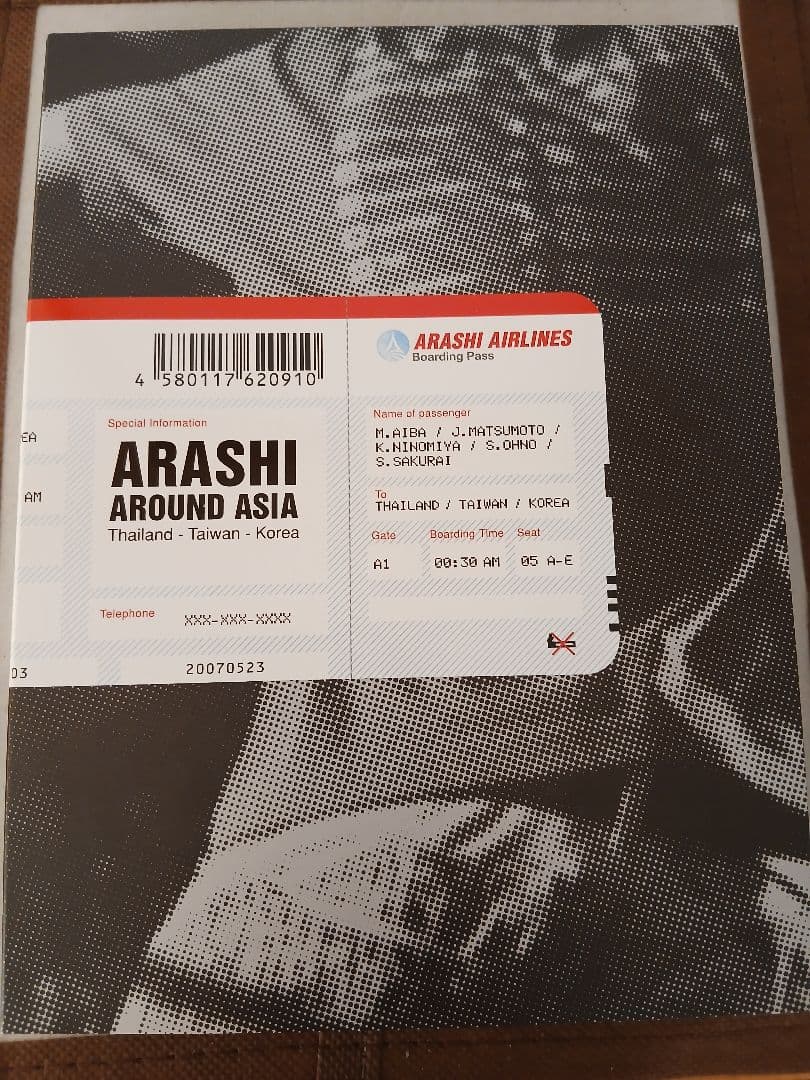 4 580117 620910
EA
AM
03
Special Information
ARASHI
AROUND ASIA
Thailand - Taiwan - Korea
Telephone XXX-XXX-XXXX
20070523
ARASHI AIRLINES
Boarding Pass
Name of passenger
M.AIBA / J.MATSUMOTO /
K.NINOMIYA / S.OHNO /
S.SAKURAI
To
THAILAND / TAIWAN / KOREA
Gate Boarding Time Seat
A1 00:30 AM 05 A-E